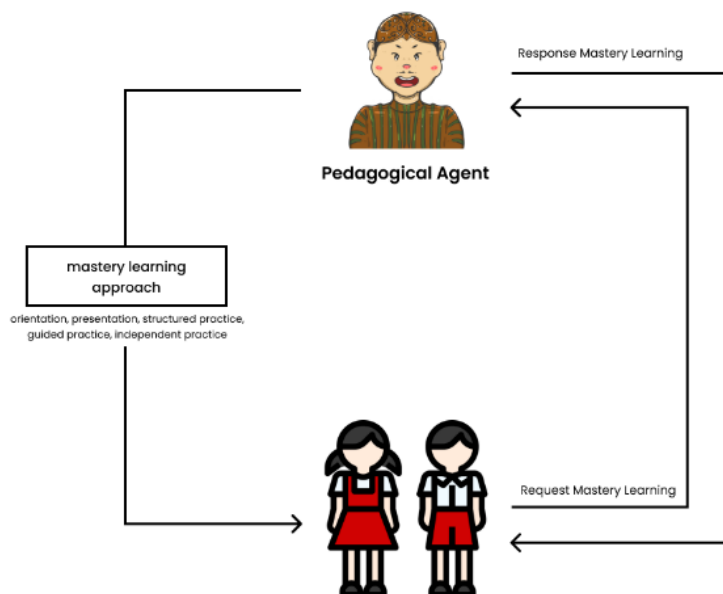 Response Mastery Learning
Pedagogical Agent
mastery learning
approach
orientation, presentation, structured practice,
guided practice, independent practice
Request Mastery Learning